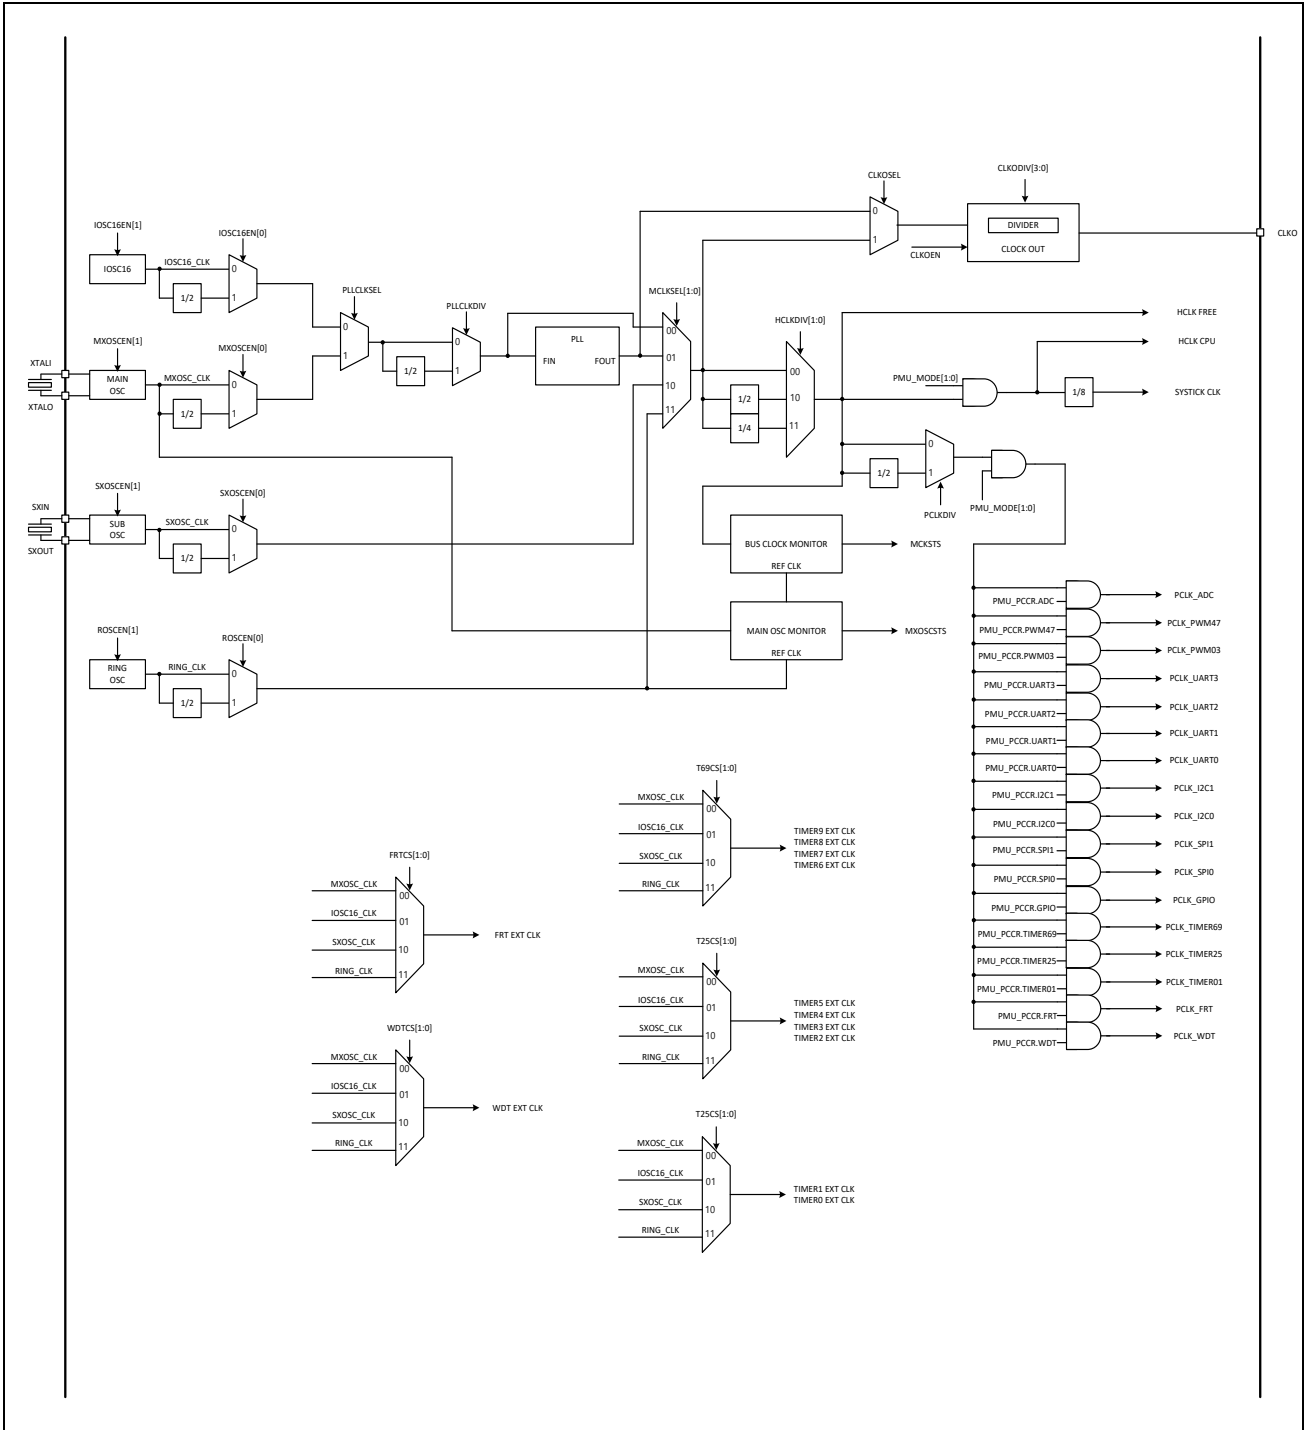 CLKODIV[3:0]
CLKOSEL
0
1
DIVIDER
CLOCK OUT
CLKOEN
CLKO
IOSC16EN[1]
IOSC16
IOSC16_CLK
IOSC16EN[0]
0
1/2
1
PLLCLKSEL
0
1
PLLCLKDIV
0
1/2
1
PLL
FIN
FOUT
MCLKSEL[1:0]
00
01
10
11
HCLKDIV[1:0]
00
1/2
10
1/4
11
HCLK FREE
HCLK CPU
PMU_MODE[1:0]
1/8
SYSTICK CLK
XTALI
XTALO
MXOSCEN[1]
MAIN
OSC
MXOSC_CLK
MXOSCEN[0]
0
1/2
1
0
1/2
1
PCLKDIV
PMU_MODE[1:0]
SXIN
SXOUT
SXOSCEN[1]
SUB
OSC
SXOSC_CLK
SXOSCEN[0]
0
1/2
1
BUS CLOCK MONITOR
REF CLK
MCKSTS
MAIN OSC MONITOR
REF CLK
MXOSCSTS
ROSCEN[1]
RING
OSC
RING_CLK
ROSCEN[0]
0
1/2
1
PMU_PCCR.ADC
PCLK_ADC
PMU_PCCR.PWM47
PCLK_PWM47
PMU_PCCR.PWM03
PCLK_PWM03
PMU_PCCR.UART3
PCLK_UART3
PMU_PCCR.UART2
PCLK_UART2
PMU_PCCR.UART1
PCLK_UART1
PMU_PCCR.UART0
PCLK_UART0
PMU_PCCR.I2C1
PCLK_I2C1
PMU_PCCR.I2C0
PCLK_I2C0
PMU_PCCR.SPI1
PCLK_SPI1
PMU_PCCR.SPI0
PCLK_SPI0
PMU_PCCR.GPIO
PCLK_GPIO
PMU_PCCR.TIMER69
PCLK_TIMER69
PMU_PCCR.TIMER25
PCLK_TIMER25
PMU_PCCR.TIMER01
PCLK_TIMER01
PMU_PCCR.FRT
PCLK_FRT
PMU_PCCR.WDT
PCLK_WDT
T69CS[1:0]
MXOSC_CLK
00
IOSC16_CLK
01
SXOSC_CLK
10
RING_CLK
11
TIMER9 EXT CLK
TIMER8 EXT CLK
TIMER7 EXT CLK
TIMER6 EXT CLK
FRTCS[1:0]
MXOSC_CLK
00
IOSC16_CLK
01
SXOSC_CLK
10
RING_CLK
11
FRT EXT CLK
T25CS[1:0]
MXOSC_CLK
00
IOSC16_CLK
01
SXOSC_CLK
10
RING_CLK
11
TIMER5 EXT CLK
TIMER4 EXT CLK
TIMER3 EXT CLK
TIMER2 EXT CLK
WDTCS[1:0]
MXOSC_CLK
00
IOSC16_CLK
01
SXOSC_CLK
10
RING_CLK
11
WDT EXT CLK
T25CS[1:0]
MXOSC_CLK
00
IOSC16_CLK
01
SXOSC_CLK
10
RING_CLK
11
TIMER1 EXT CLK
TIMER0 EXT CLK